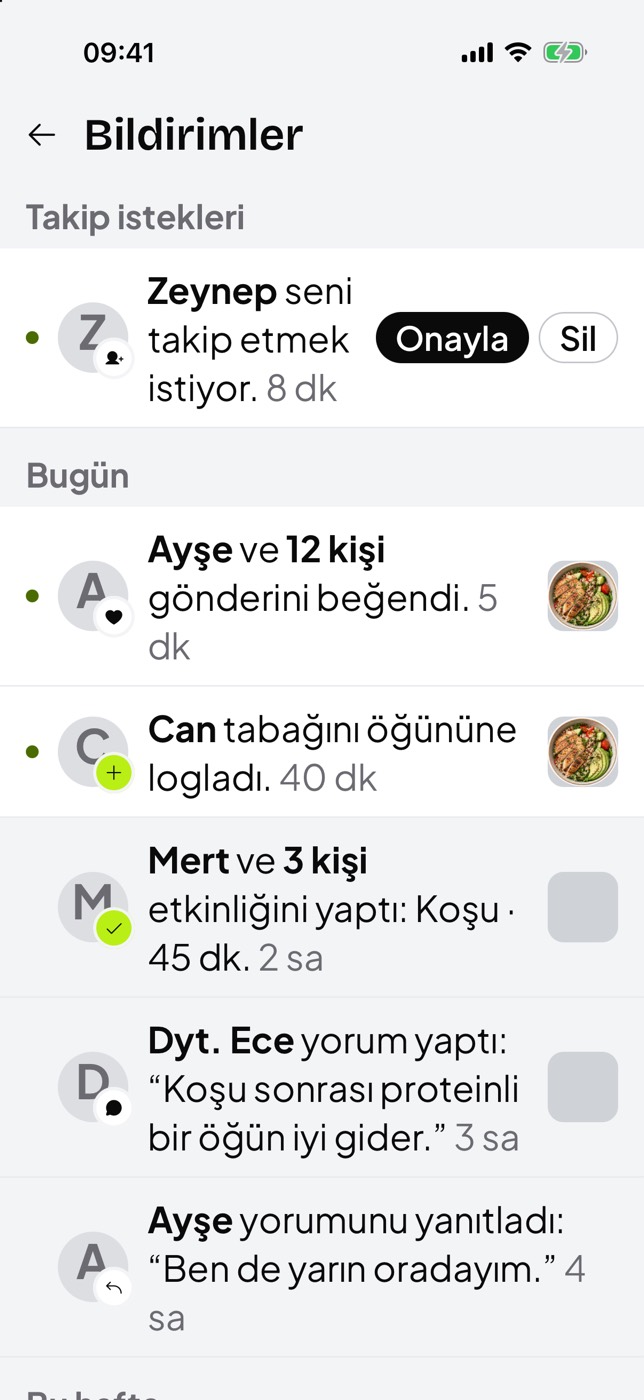 09:41
Bildirimler
Takip istekleri
Z
Zeynep seni
takip etmek
istiyor. 8 dk
Onayla
Sil
Bugün
A
Ayşe ve 12 kişi
gönderini beğendi. 5
dk
C
Can tabağını öğününe
logladı. 40 dk
M
Mert ve 3 kişi
etkinliğini yaptı: Koşu ·
45 dk. 2 sa
D
Dyt. Ece yorum yaptı:
“Koşu sonrası proteinli
bir öğün iyi gider.” 3 sa
A
Ayşe yorumunu yanıtladı:
“Ben de yarın oradayım.” 4
sa
Bu hafta